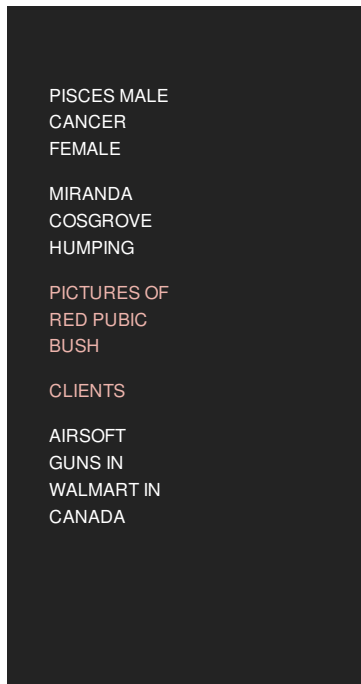 PISCES MALE
CANCER
FEMALE
MIRANDA
COSGROVE
HUMPING
PICTURES OF
RED PUBIC
BUSH
CLIENTS
AIRSOFT
GUNS IN
WALMART IN
CANADA